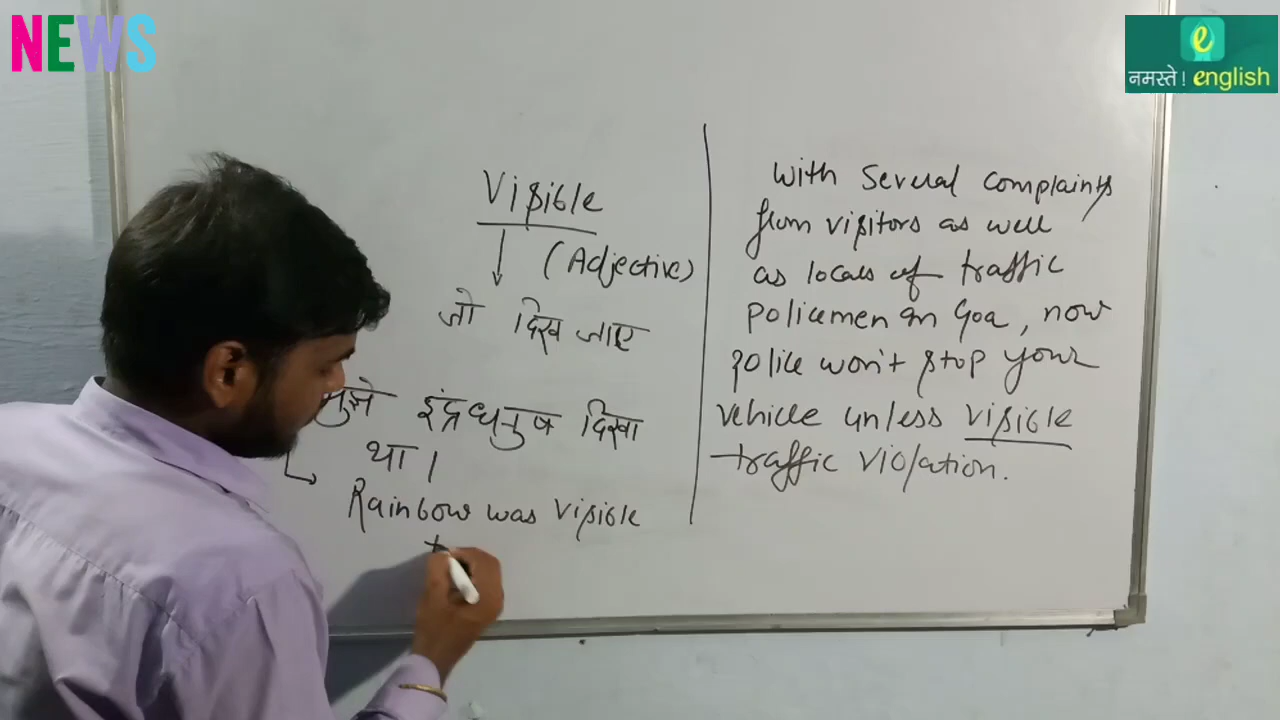 NEWS
e
नमस्ते! english
Visible
(Adjective)
जो दिख जाए
मुझे इंद्रधनुष दिखा
था।
Rainbow was visible
t
With several complaints
from visitors as well
as locals of traffic
policemen in Goa, now
police won't stop your
vehicle unless visible
traffic violation.